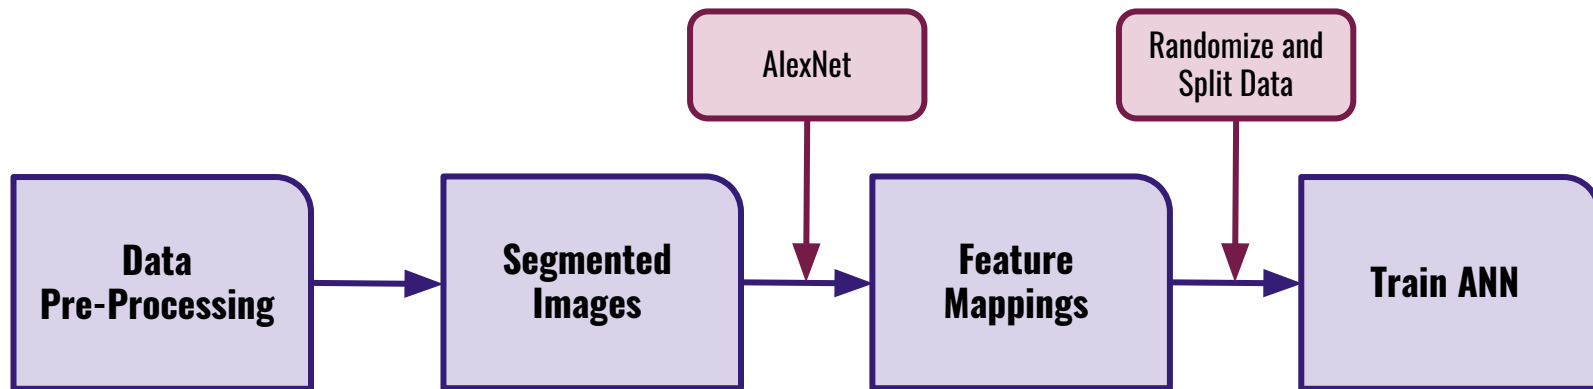 AlexNet
Randomize and
Split Data
Data
Pre-Processing
Segmented
Images
Feature
Mappings
Train ANN